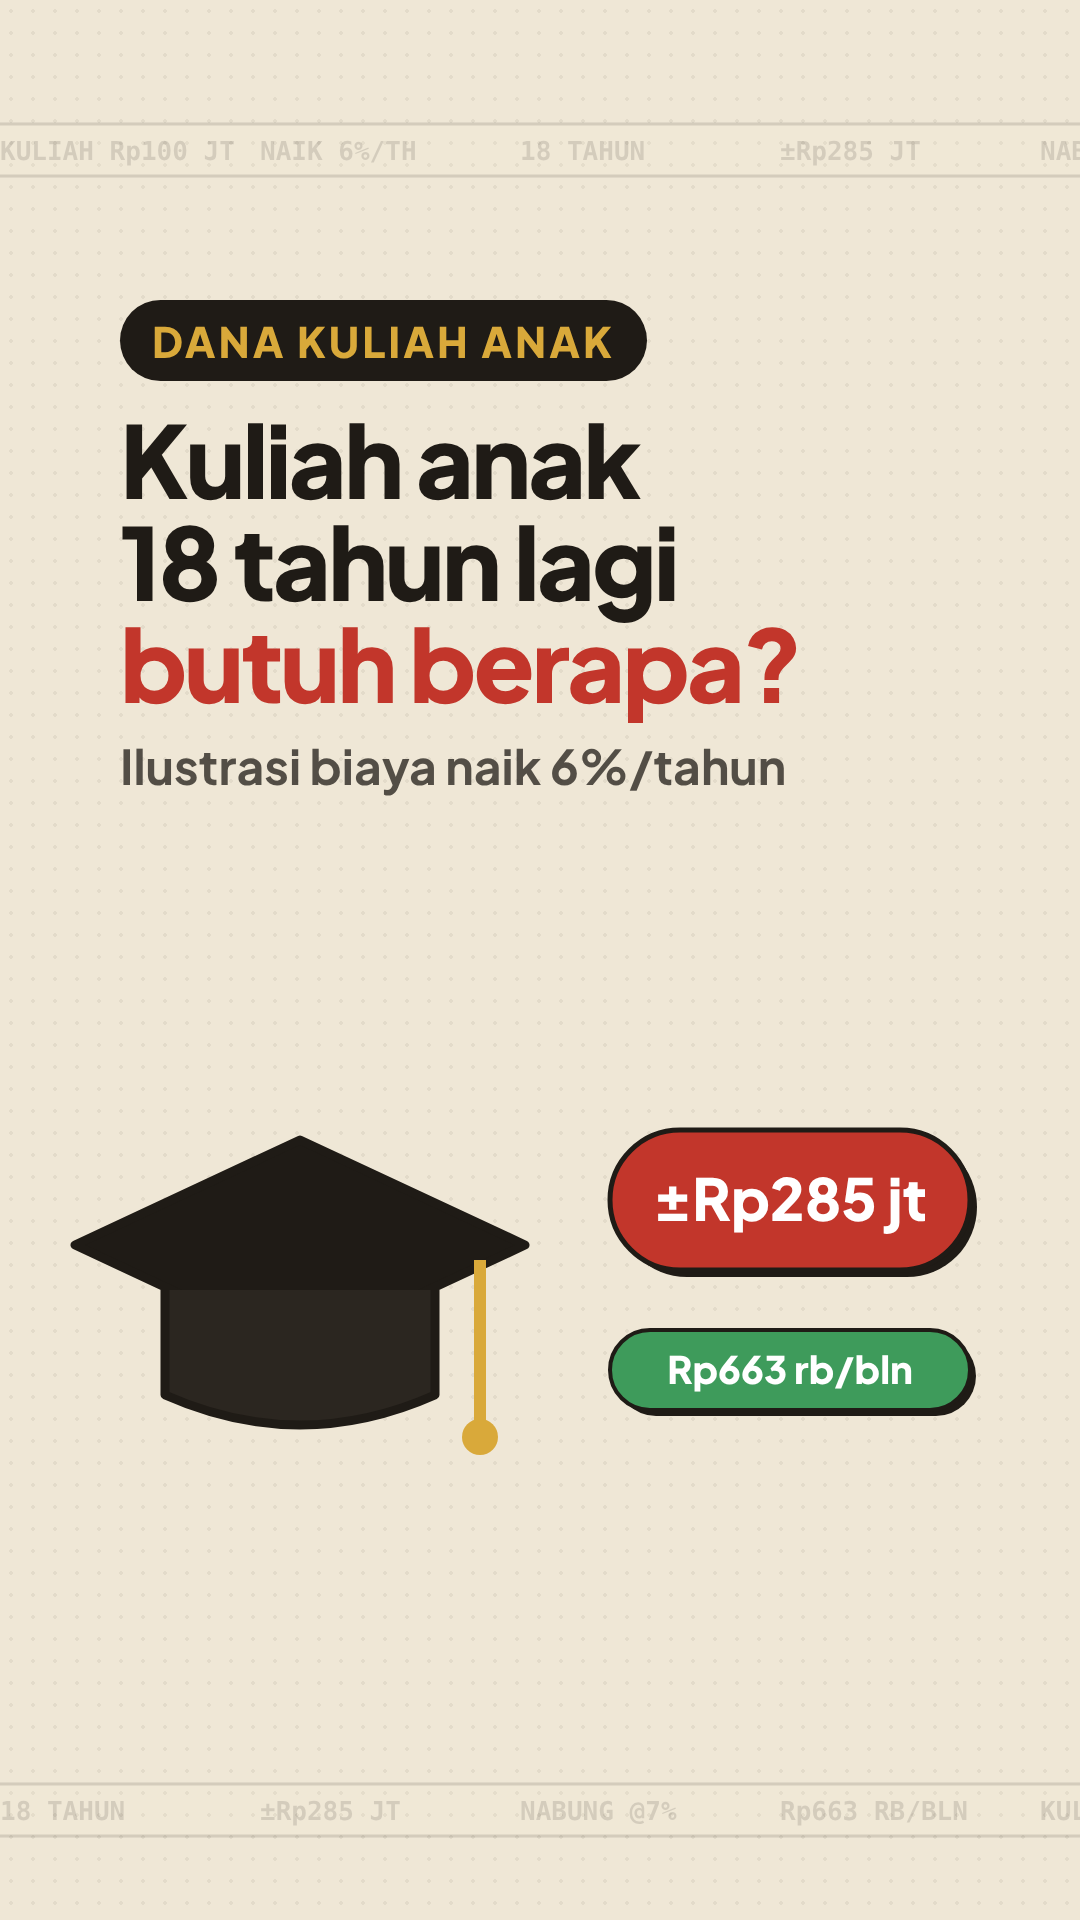 KULIAH Rp100 JT NAIK 6%/TH 18 TAHUN ±Rp285 JT
DANA KULIAH ANAK
Kuliah anak
18 tahun lagi
butuh berapa?
Ilustrasi biaya naik 6%/tahun
±Rp285 jt
Rp663 rb/bln
18 TAHUN ±Rp285 JT NABUNG @7% Rp663 RB/BLN